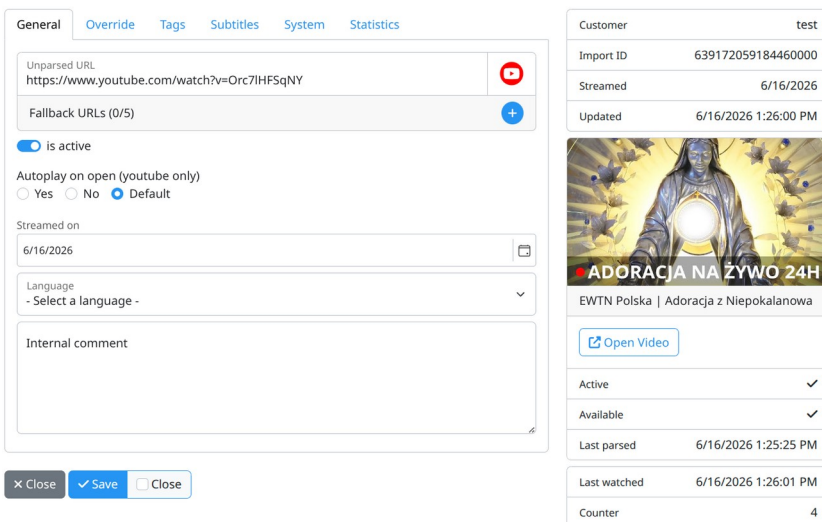 General Override Tags Subtitles System Statistics
Unparsed URL
https://www.youtube.com/watch?v=Orc7lHFSqNY
Fallback URLs (0/5)
is active
Autoplay on open (youtube only)
Yes No Default
Streamed on
6/16/2026
Language
- Select a language -
Internal comment
Close Save Close
Customer test
Import ID 639172059184460000
Streamed 6/16/2026
Updated 6/16/2026 1:26:00 PM
ADORACJA NA ŻYWO 24H
EWTN Polska | Adoracja z Niepokalanowa
Open Video
Active
Available
Last parsed 6/16/2026 1:25:25 PM
Last watched 6/16/2026 1:26:01 PM
Counter 4